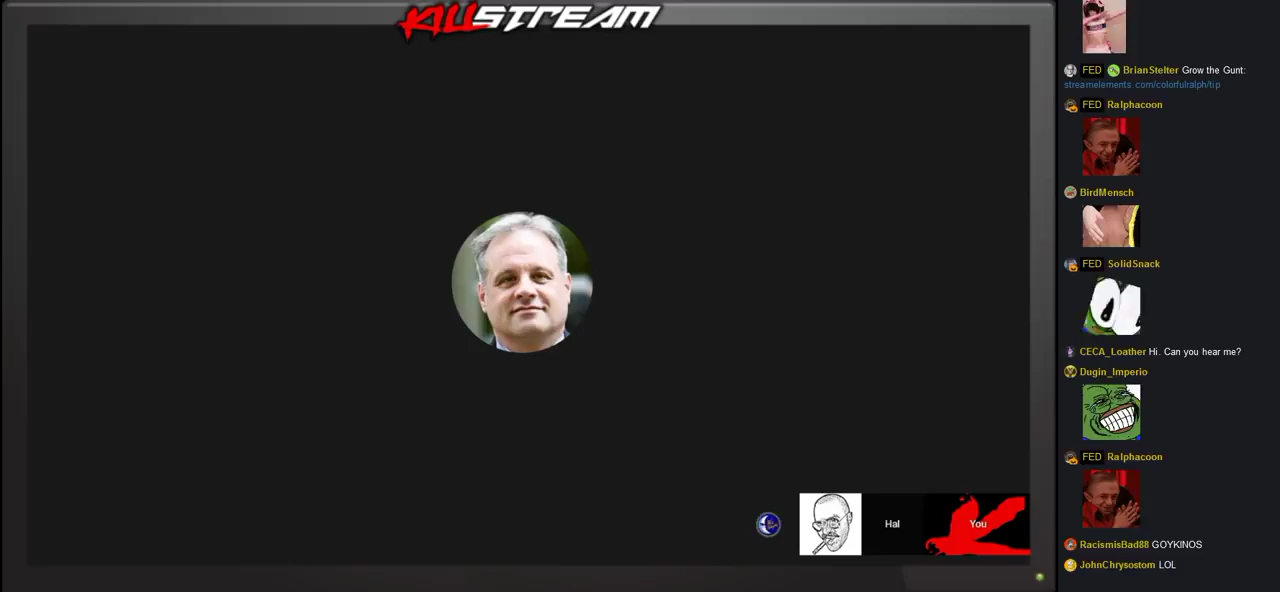 KILLSTREAM
FED BrianStelter Grow the Gunt:
streamelements.com/colorfulralph/tip
FED Ralphacoon
BirdMensch
FED SolidSnack
CECA_Loather Hi. Can you hear me?
Dugin_Imperio
FED Ralphacoon
RacismisBad88 GOYKINOS
JohnChrysostom LOL
Hal
You